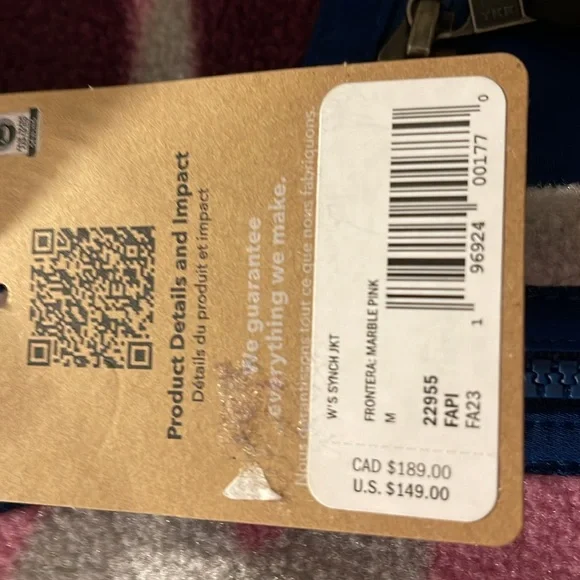 YKK
Product Details and Impact
Détails du produit et impact
We guarantee
everything we make.
Nous garantissons tout ce que nous fabriquons.
W'S SYNCH JKT
FRONTERA: MARBLE PINK
M
22955
FAPI
FA23
1 96924 00177 0
CAD $189.00
U.S. $149.00